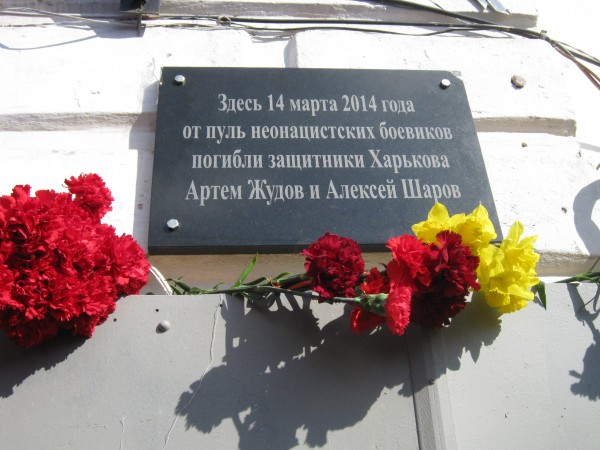 Здесь 14 марта 2014 года
от пуль неонацистских боевиков
погибли защитники Харькова
Артем Жудов и Алексей Шаров